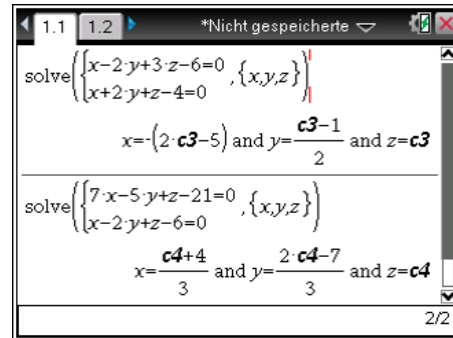 1.1 1.2 *Nicht gespeicherte
solve({x-2·y+3·z-6=0
x+2·y+z-4=0 ,{x,y,z})
x=-(2·c3-5) and y=(c3-1)/2 and z=c3
solve({7·x-5·y+z-21=0
x-2·y+z-6=0 ,{x,y,z})
x=(c4+4)/3 and y=(2·c4-7)/3 and z=c4
2/2